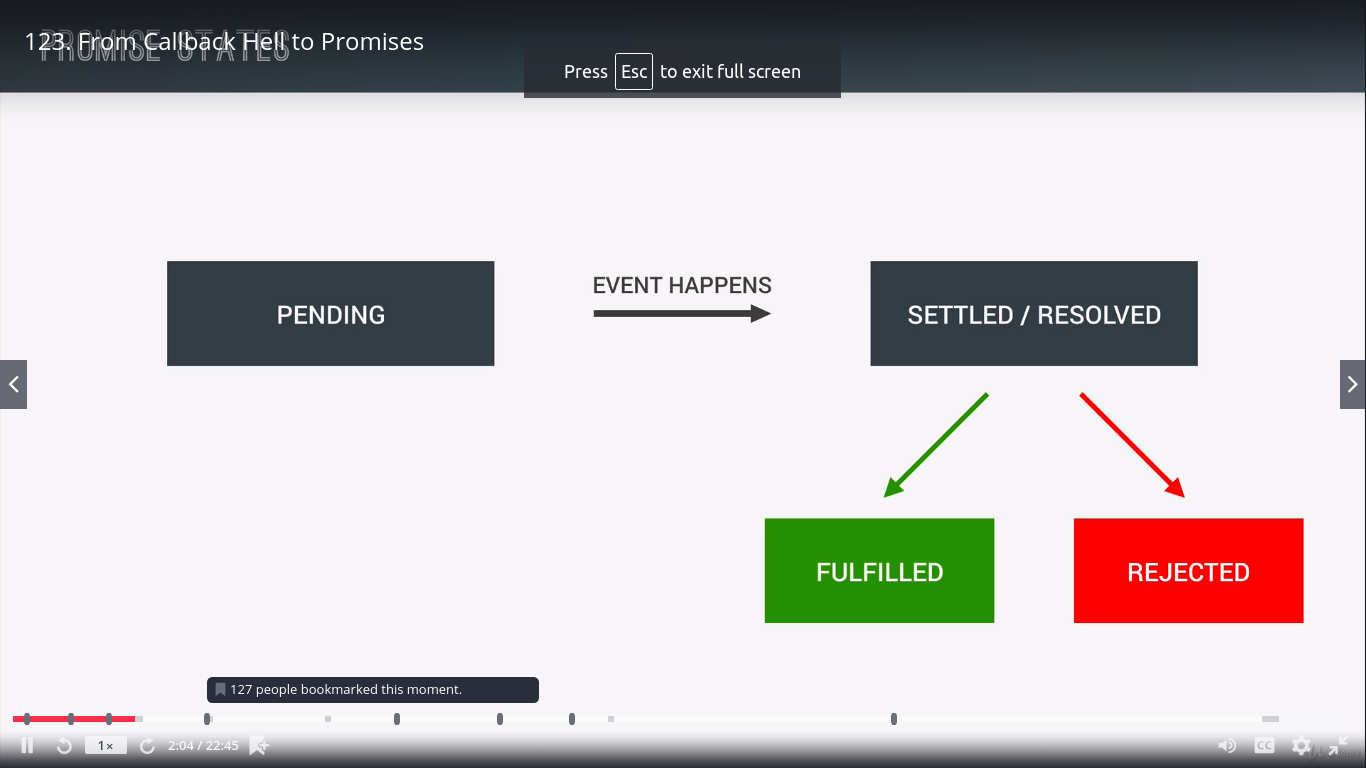 123. From Callback Hell to Promises
PROMISE STATES
Press Esc to exit full screen
PENDING
EVENT HAPPENS
SETTLED / RESOLVED
FULFILLED
REJECTED
127 people bookmarked this moment.
1×
2:04 / 22:45
CC